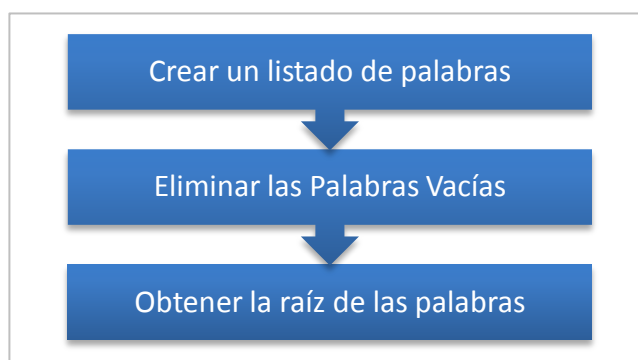 Crear un listado de palabras
Eliminar las Palabras Vacías
Obtener la raíz de las palabras